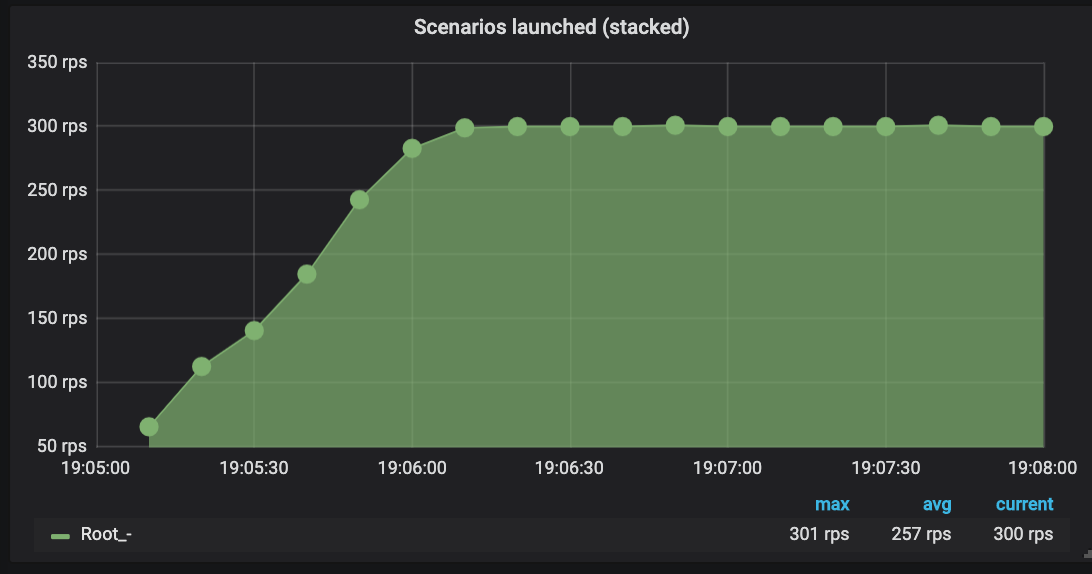 Scenarios launched (stacked)
350 rps
300 rps
250 rps
200 rps
150 rps
100 rps
50 rps
19:05:00 19:05:30 19:06:00 19:06:30 19:07:00 19:07:30 19:08:00
max avg current
Root_- 301 rps 257 rps 300 rps